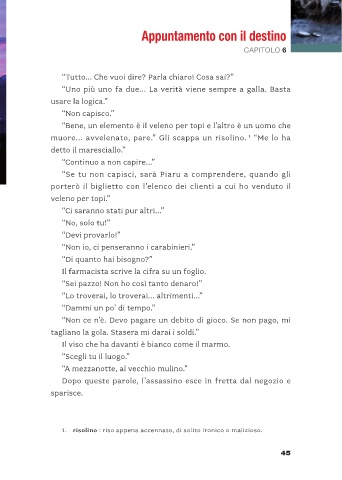 Appuntamento con il destino
CAPITOLO 6
“Tutto... Che vuoi dire? Parla chiaro! Cosa sai?”
“Uno più uno fa due... La verità viene sempre a galla. Basta
usare la logica.”
“Non capisco.”
“Bene, un elemento è il veleno per topi e l’altro è un uomo che
muore... avvelenato, pare.” Gli scappa un risolino.¹ “Me lo ha
detto il maresciallo.”
“Continuo a non capire...”
“Se tu non capisci, sarà Piaru a comprendere, quando gli
porterò il biglietto con l’elenco dei clienti a cui ho venduto il
veleno per topi.”
“Ci saranno stati pur altri...”
“No, solo tu!”
“Devi provarlo!”
“Non io, ci penseranno i carabinieri.”
“Di quanto hai bisogno?”
Il farmacista scrive la cifra su un foglio.
“Sei pazzo! Non ho così tanto denaro!”
“Lo troverai, lo troverai... altrimenti...”
“Dammi un po’ di tempo.”
“Non ce n’è. Devo pagare un debito di gioco. Se non pago, mi
tagliano la gola. Stasera mi darai i soldi.”
Il viso che ha davanti è bianco come il marmo.
“Scegli tu il luogo.”
“A mezzanotte, al vecchio mulino.”
Dopo queste parole, l’assassino esce in fretta dal negozio e
sparisce.
1. risolino : riso appena accennato, di solito ironico o malizioso.
45